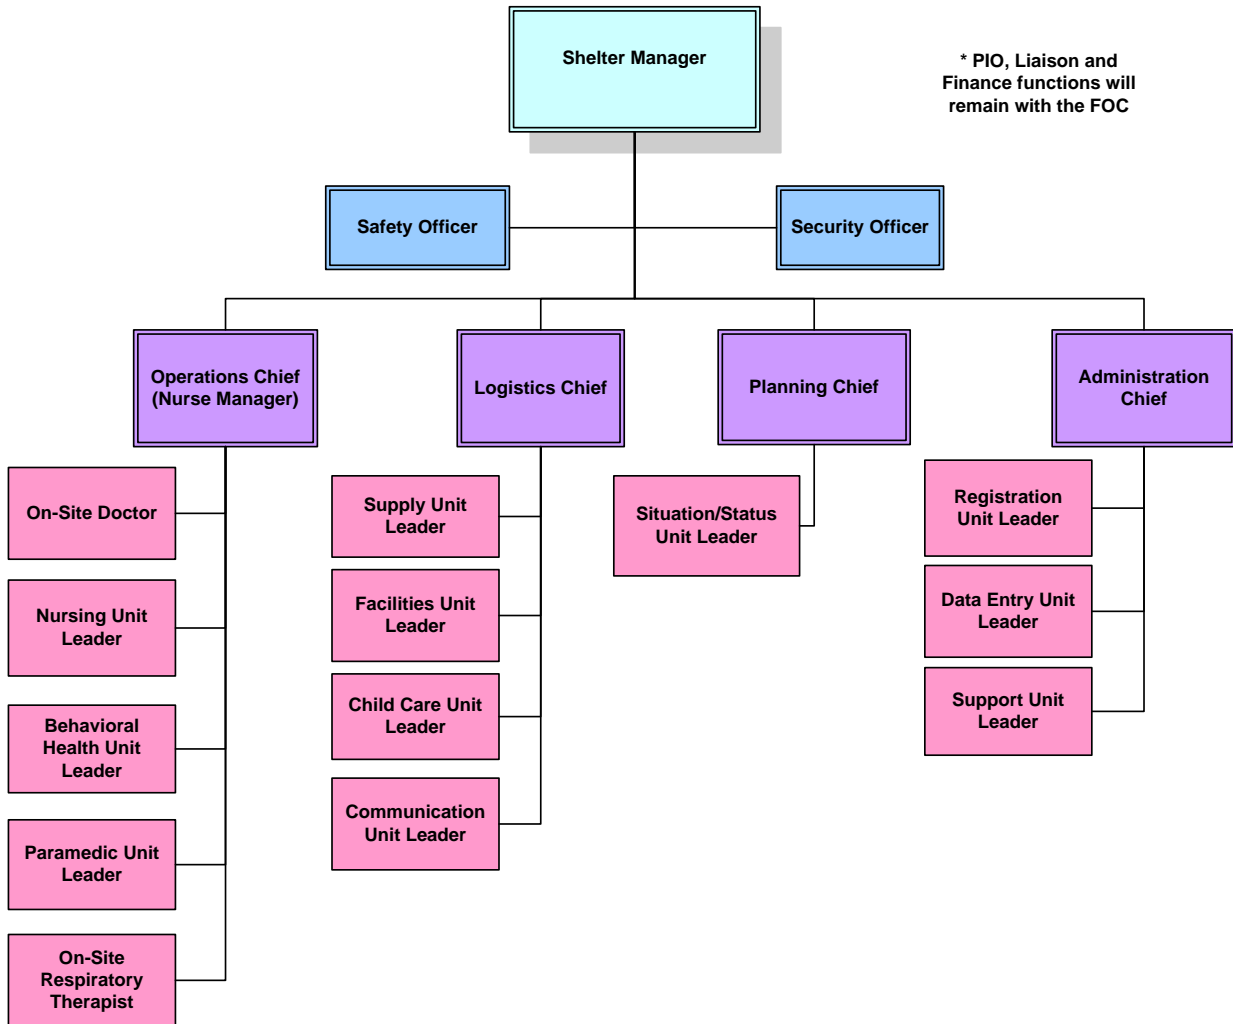 Shelter Manager
* PIO, Liaison and
Finance functions will
remain with the FOC
Safety Officer
Security Officer
Operations Chief
(Nurse Manager)
Logistics Chief
Planning Chief
Administration
Chief
On-Site Doctor
Nursing Unit
Leader
Behavioral
Health Unit
Leader
Paramedic Unit
Leader
On-Site
Respiratory
Therapist
Supply Unit
Leader
Facilities Unit
Leader
Child Care Unit
Leader
Communication
Unit Leader
Situation/Status
Unit Leader
Registration
Unit Leader
Data Entry Unit
Leader
Support Unit
Leader